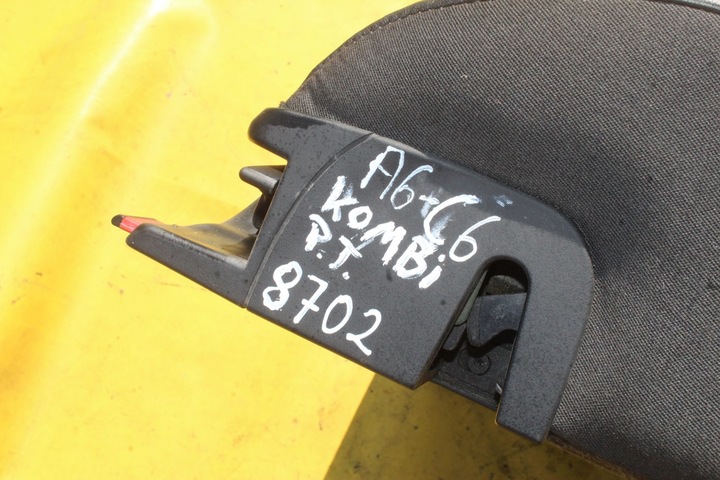 A6-C6
KOMBi
P.T.
8702